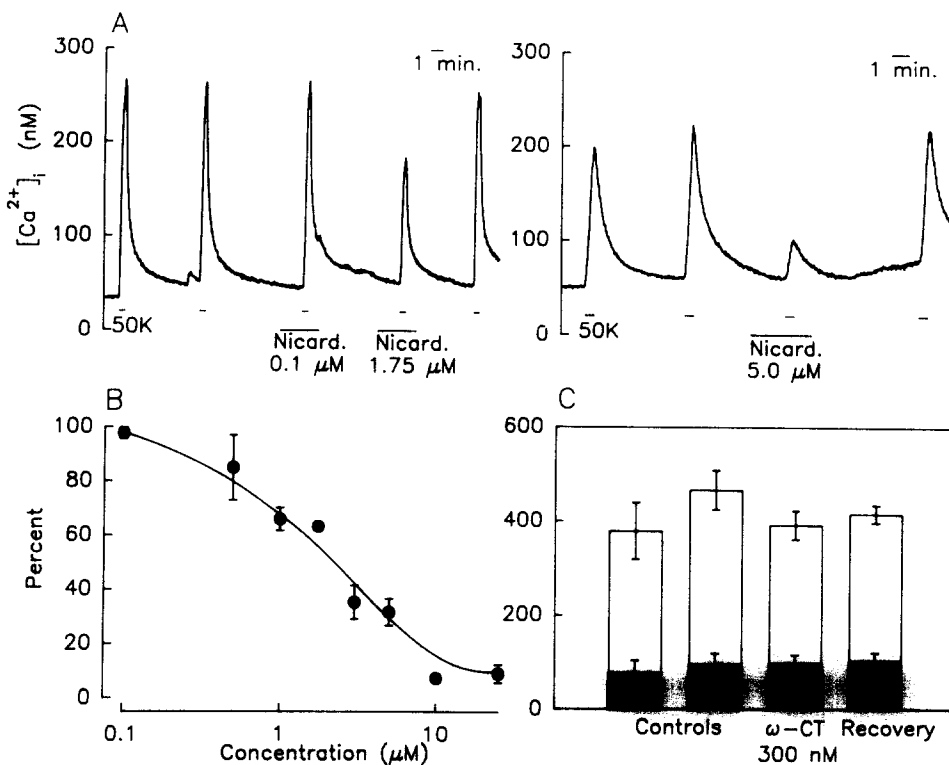 A
300
200
100
0
[Ca2+]i (nM)
1 min.
50K
Nicard.
0.1 μM
Nicard.
1.75 μM
300
200
100
0
1 min.
50K
Nicard.
5.0 μM
B
100
80
60
40
20
0
Percent
0.1
1
10
Concentration (μM)
C
600
400
200
0
Controls
ω-CT
300 nM
Recovery